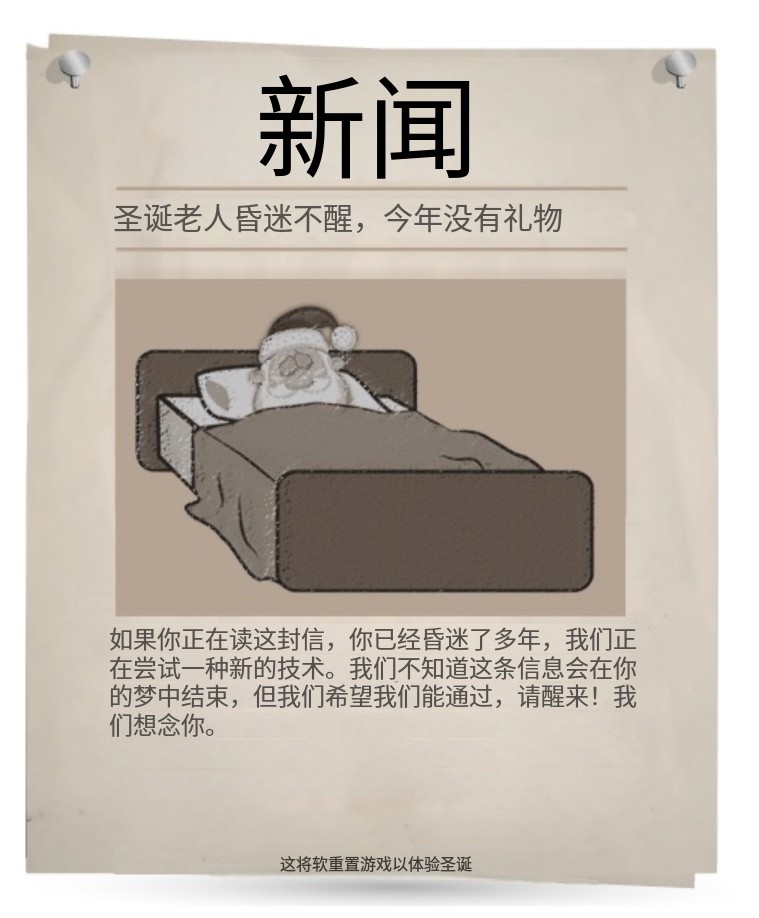 新闻
圣诞老人昏迷不醒，今年没有礼物
如果你正在读这封信，你已经昏迷了多年，我们正
在尝试一种新的技术。我们不知道这条信息会在你
的梦中结束，但我们希望我们能通过，请醒来！我
们想念你。
这将软重置游戏以体验圣诞